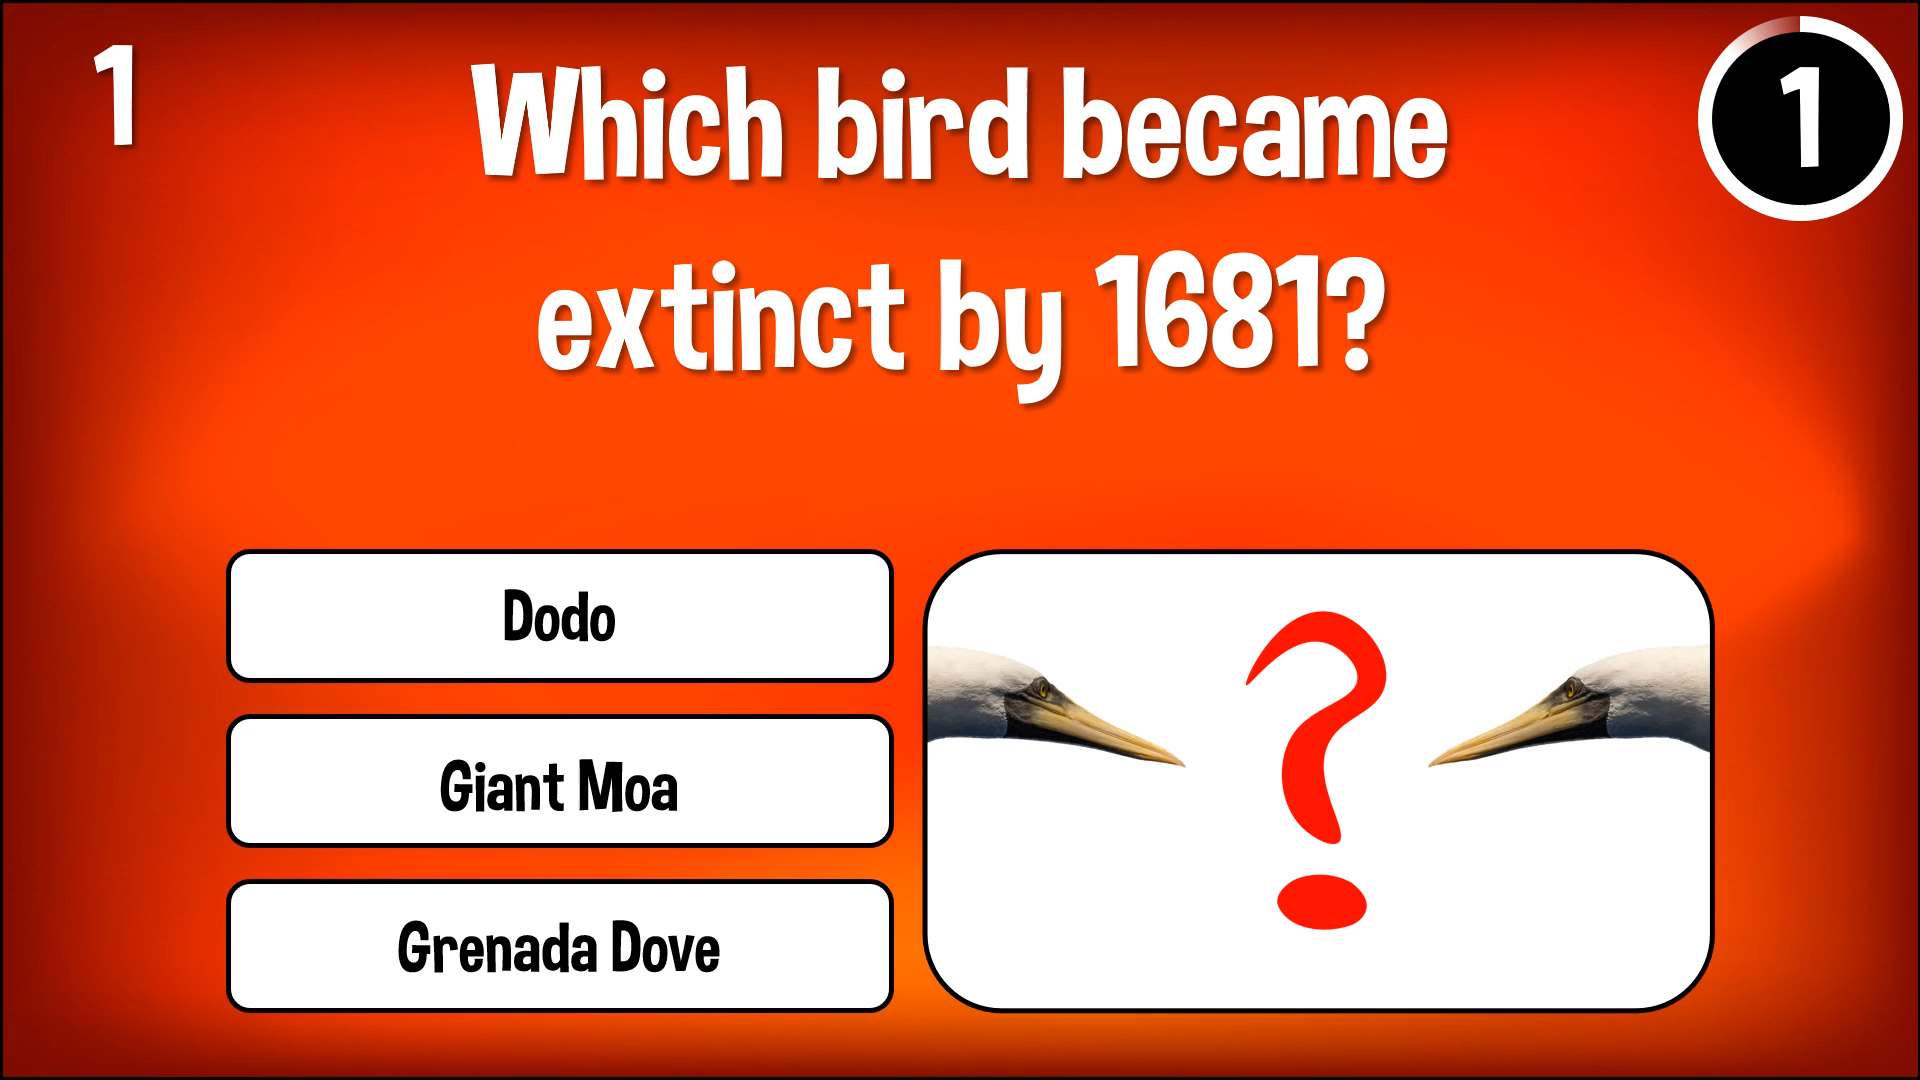 1
Which bird became
1
extinct by 1681?
Dodo
Giant Moa
?
Grenada Dove